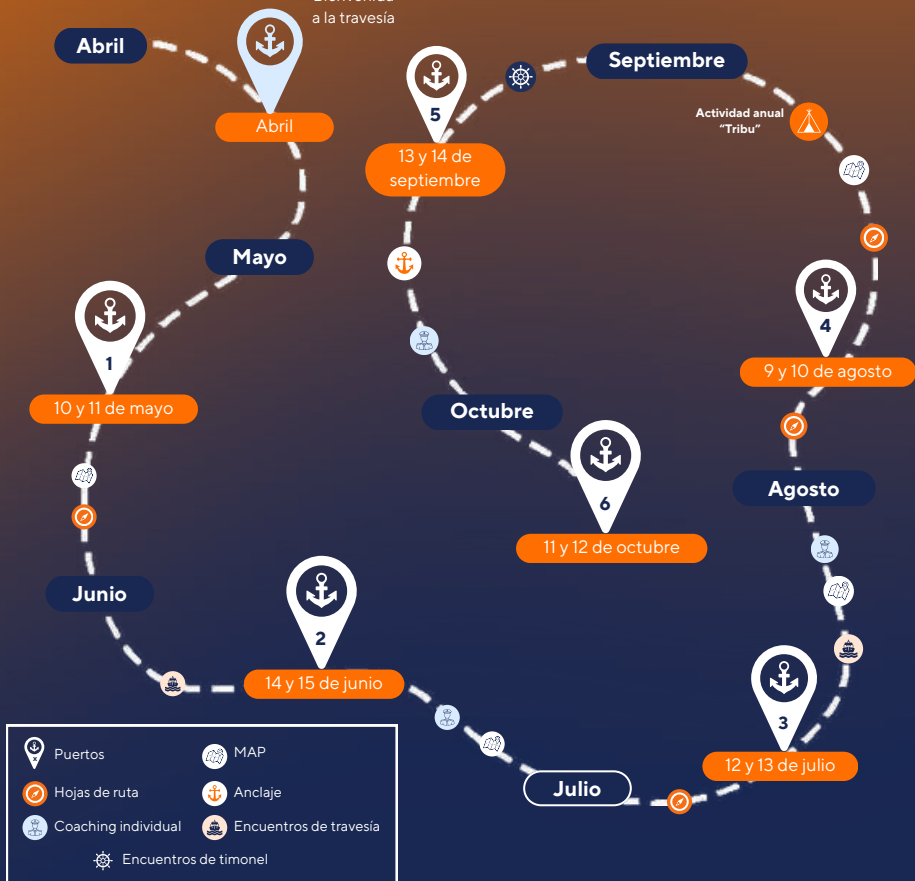 Bienvenida
a la travesía
Abril
Abril
Mayo
1
10 y 11 de mayo
Junio
2
14 y 15 de junio
Julio
3
12 y 13 de julio
Agosto
4
9 y 10 de agosto
Actividad anual
“Tribu”
Septiembre
5
13 y 14 de
septiembre
Octubre
6
11 y 12 de octubre
x
Puertos
MAP
Hojas de ruta
Anclaje
Coaching individual
Encuentros de travesía
Encuentros de timonel